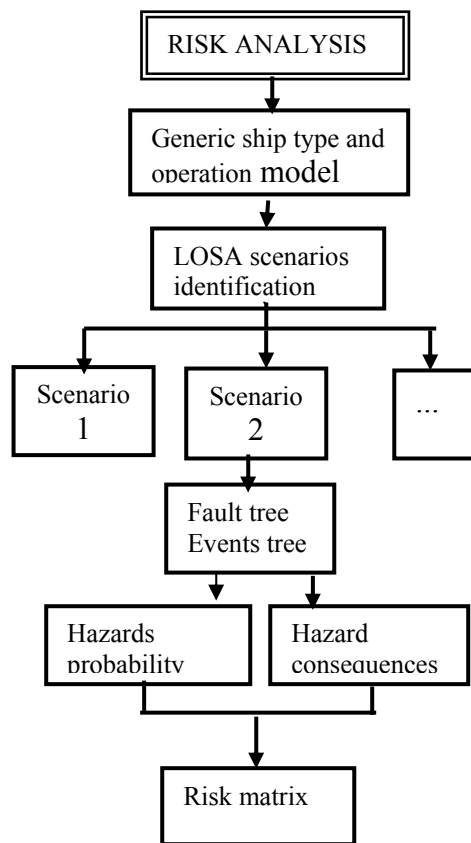 RISK ANALYSIS
Generic ship type and
operation model
LOSA scenarios
identification
Scenario
1
Scenario
2
...
Fault tree
Events tree
Hazards
probability
Hazard
consequences
Risk matrix